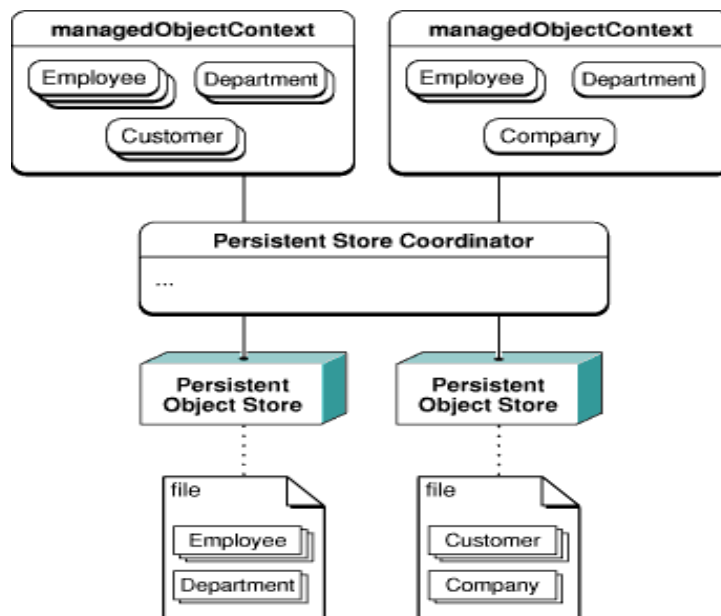 managedObjectContext
Employee
Department
Customer
managedObjectContext
Employee
Department
Company
Persistent Store Coordinator
...
Persistent
Object Store
Persistent
Object Store
file
Employee
Department
file
Customer
Company